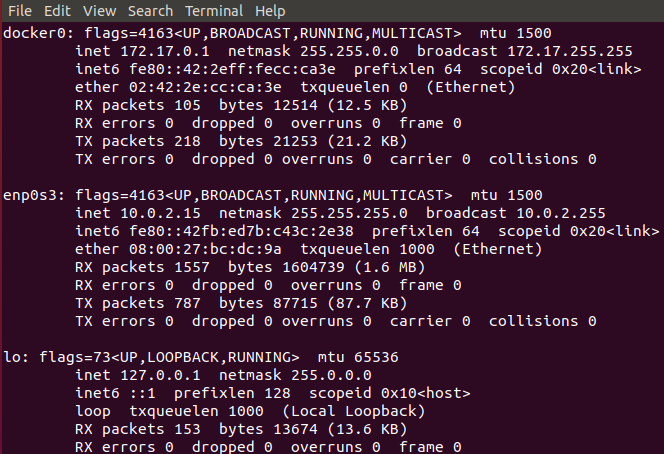 File Edit View Search Terminal Help
docker0: flags=4163<UP,BROADCAST,RUNNING,MULTICAST>  mtu 1500
        inet 172.17.0.1  netmask 255.255.0.0  broadcast 172.17.255.255
        inet6 fe80::42:2eff:fecc:ca3e  prefixlen 64  scopeid 0x20<link>
        ether 02:42:2e:cc:ca:3e  txqueuelen 0  (Ethernet)
        RX packets 105  bytes 12514 (12.5 KB)
        RX errors 0  dropped 0  overruns 0  frame 0
        TX packets 218  bytes 21253 (21.2 KB)
        TX errors 0  dropped 0 overruns 0  carrier 0  collisions 0
enp0s3: flags=4163<UP,BROADCAST,RUNNING,MULTICAST>  mtu 1500
        inet 10.0.2.15  netmask 255.255.255.0  broadcast 10.0.2.255
        inet6 fe80::42fb:ed7b:c43c:2e38  prefixlen 64  scopeid 0x20<link>
        ether 08:00:27:bc:dc:9a  txqueuelen 1000  (Ethernet)
        RX packets 1557  bytes 1604739 (1.6 MB)
        RX errors 0  dropped 0  overruns 0  frame 0
        TX packets 787  bytes 87715 (87.7 KB)
        TX errors 0  dropped 0 overruns 0  carrier 0  collisions 0
lo: flags=73<UP,LOOPBACK,RUNNING>  mtu 65536
        inet 127.0.0.1  netmask 255.0.0.0
        inet6 ::1  prefixlen 128  scopeid 0x10<host>
        loop  txqueuelen 1000  (Local Loopback)
        RX packets 153  bytes 13674 (13.6 KB)
        RX errors 0  dropped 0  overruns 0  frame 0